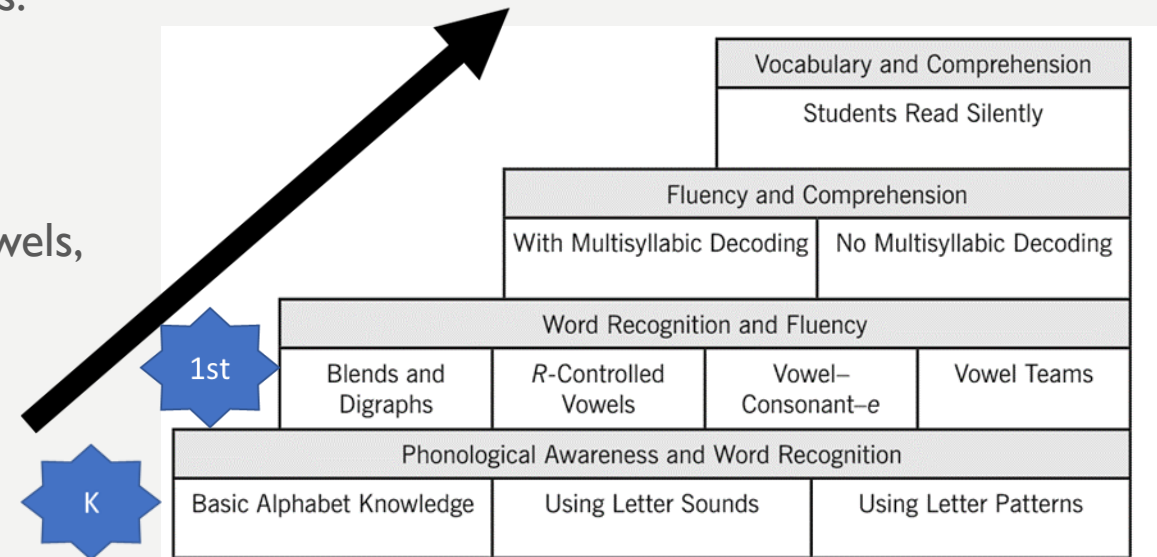 s.
wels,
Vocabulary and Comprehension
Students Read Silently
Fluency and Comprehension
With Multisyllabic Decoding
No Multisyllabic Decoding
1st
Word Recognition and Fluency
Blends and
Digraphs
R-Controlled
Vowels
Vowel–
Consonant–e
Vowel Teams
K
Phonological Awareness and Word Recognition
Basic Alphabet Knowledge
Using Letter Sounds
Using Letter Patterns